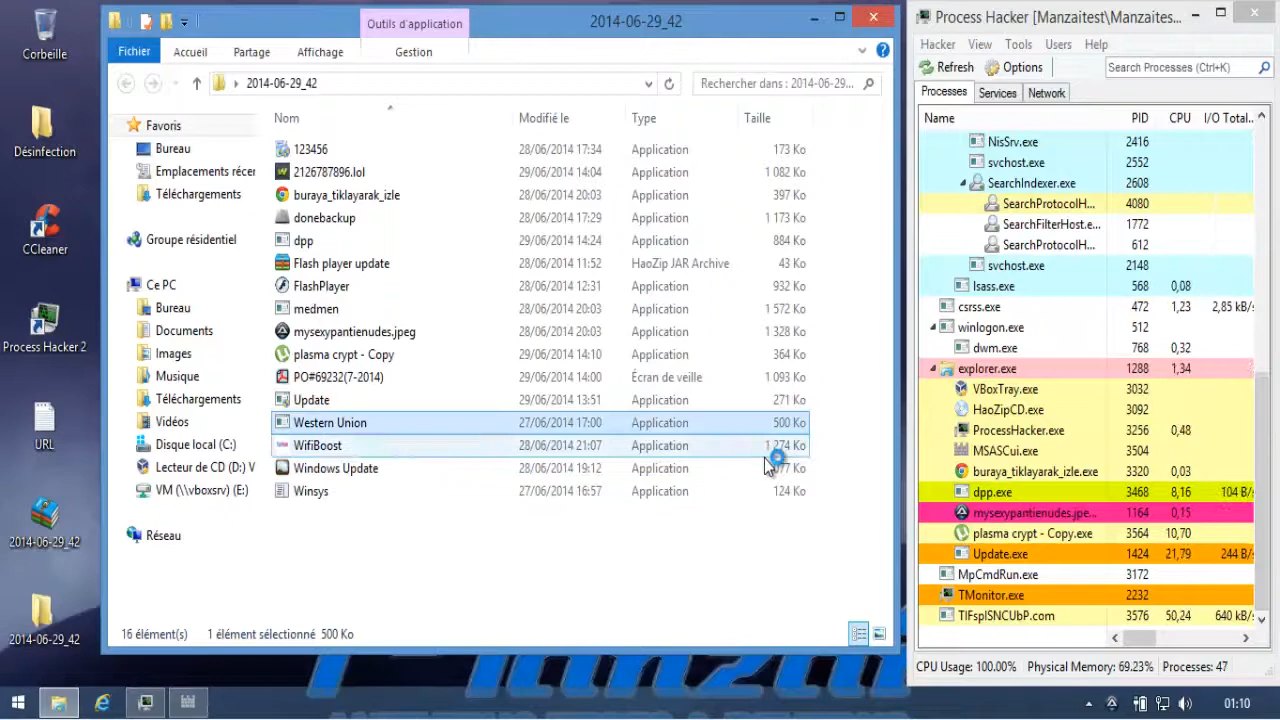 Corbeille
Désinfection
CCleaner
Process Hacker 2
URL
2014-06-29_42
2014-06-29_42
Outils d'application
2014-06-29_42
Fichier
Accueil
Partage
Affichage
Gestion
2014-06-29_42
Rechercher dans : 2014-06-29...
Favoris
Bureau
Emplacements récer
Téléchargements
Groupe résidentiel
Ce PC
Bureau
Documents
Images
Musique
Téléchargements
Vidéos
Disque local (C:)
Lecteur de CD (D:) V
VM (\\vboxsrv) (E:)
Réseau
Nom Modifié le Type Taille
123456 28/06/2014 17:34 Application 173 Ko
2126787896.lol 29/06/2014 14:04 Application 1 082 Ko
buraya_tiklayarak_izle 28/06/2014 20:03 Application 397 Ko
donebackup 28/06/2014 17:29 Application 1 173 Ko
dpp 29/06/2014 14:24 Application 884 Ko
Flash player update 28/06/2014 11:52 HaoZip JAR Archive 43 Ko
FlashPlayer 28/06/2014 12:31 Application 932 Ko
medmen 28/06/2014 20:03 Application 1 572 Ko
mysexypantienudes.jpeg 28/06/2014 20:03 Application 1 328 Ko
plasma crypt - Copy 29/06/2014 14:10 Application 364 Ko
PO#69232(7-2014) 29/06/2014 14:00 Écran de veille 1 093 Ko
Update 29/06/2014 13:51 Application 271 Ko
Western Union 27/06/2014 17:00 Application 500 Ko
WifiBoost 28/06/2014 21:07 Application 1 274 Ko
Windows Update 28/06/2014 19:12 Application 077 Ko
Winsys 27/06/2014 16:57 Application 124 Ko
16 élément(s) 1 élément sélectionné 500 Ko
Process Hacker [Manzaitest\Manzaites...
Hacker View Tools Users Help
Refresh Options Search Processes (Ctrl+K)
Processes Services Network
Name PID CPU I/O Total...
NisSrv.exe 2416
svchost.exe 2552
SearchIndexer.exe 2608
SearchProtocolH... 4080
SearchFilterHost.e... 1772
SearchProtocolH... 612
svchost.exe 2148
lsass.exe 568 0,08
csrss.exe 472 1,23 2,85 kB/
winlogon.exe 512
dwm.exe 768 0,32
explorer.exe 1288 1,34
VBoxTray.exe 3032
HaoZipCD.exe 3092
ProcessHacker.exe 3256 0,48
MSASCui.exe 3504
buraya_tiklayarak_izle.exe 3320 0,03
dpp.exe 3468 8,16 104 B/
mysexypantienudes.jpe... 1164 0,15
plasma crypt - Copy.exe 3564 10,70
Update.exe 1424 21,79 244 B/
MpCmdRun.exe 3172
TMonitor.exe 2232
TIFsplSNCUbP.com 3576 50,24 640 kB/
CPU Usage: 100.00% Physical Memory: 69.23% Processes: 47
01:10